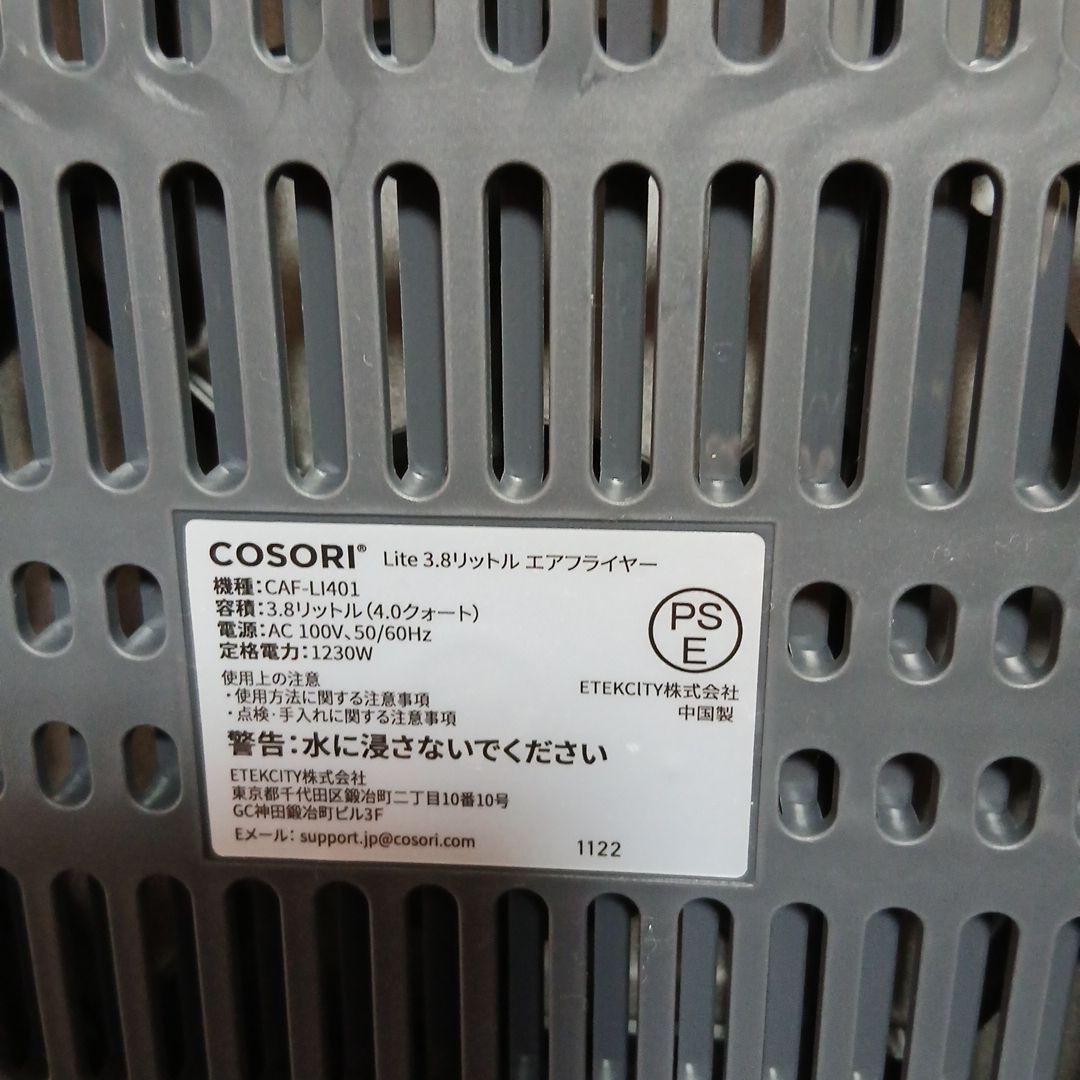 COSORI® Lite 3.8リットル エアフライヤー
機種：CAF-LI401
容積：3.8リットル（4.0クォート）
電源：AC 100V、50/60Hz
定格電力：1230W
PS
E
使用上の注意
・使用方法に関する注意事項
・点検・手入れに関する注意事項
ETEKCITY株式会社
中国製
警告：水に浸さないでください
ETEKCITY株式会社
東京都千代田区鍛冶町二丁目10番10号
GC神田鍛冶町ビル3F
Eメール：support.jp@cosori.com
1122